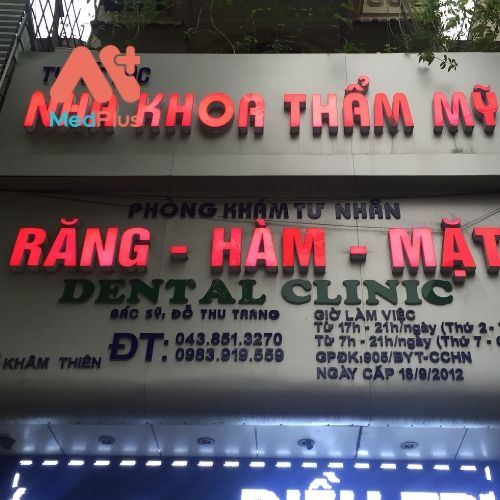 MedPlus
NHA KHOA THẨM MỸ
PHÒNG KHÁM TƯ NHÂN
RĂNG - HÀM - MẶT
DENTAL CLINIC
BÁC SỸ, ĐỖ THU TRANG
GIỜ LÀM VIỆC
ĐT: 043.851.3270
0983.919.559
Từ 17h - 21h/ngày (Thứ 2 -
Từ 7h - 21h/ngày (Thứ 7 -
KHÂM THIÊN
GPĐK:905/BYT-CCHN
NGÀY CẤP 18/9/2012